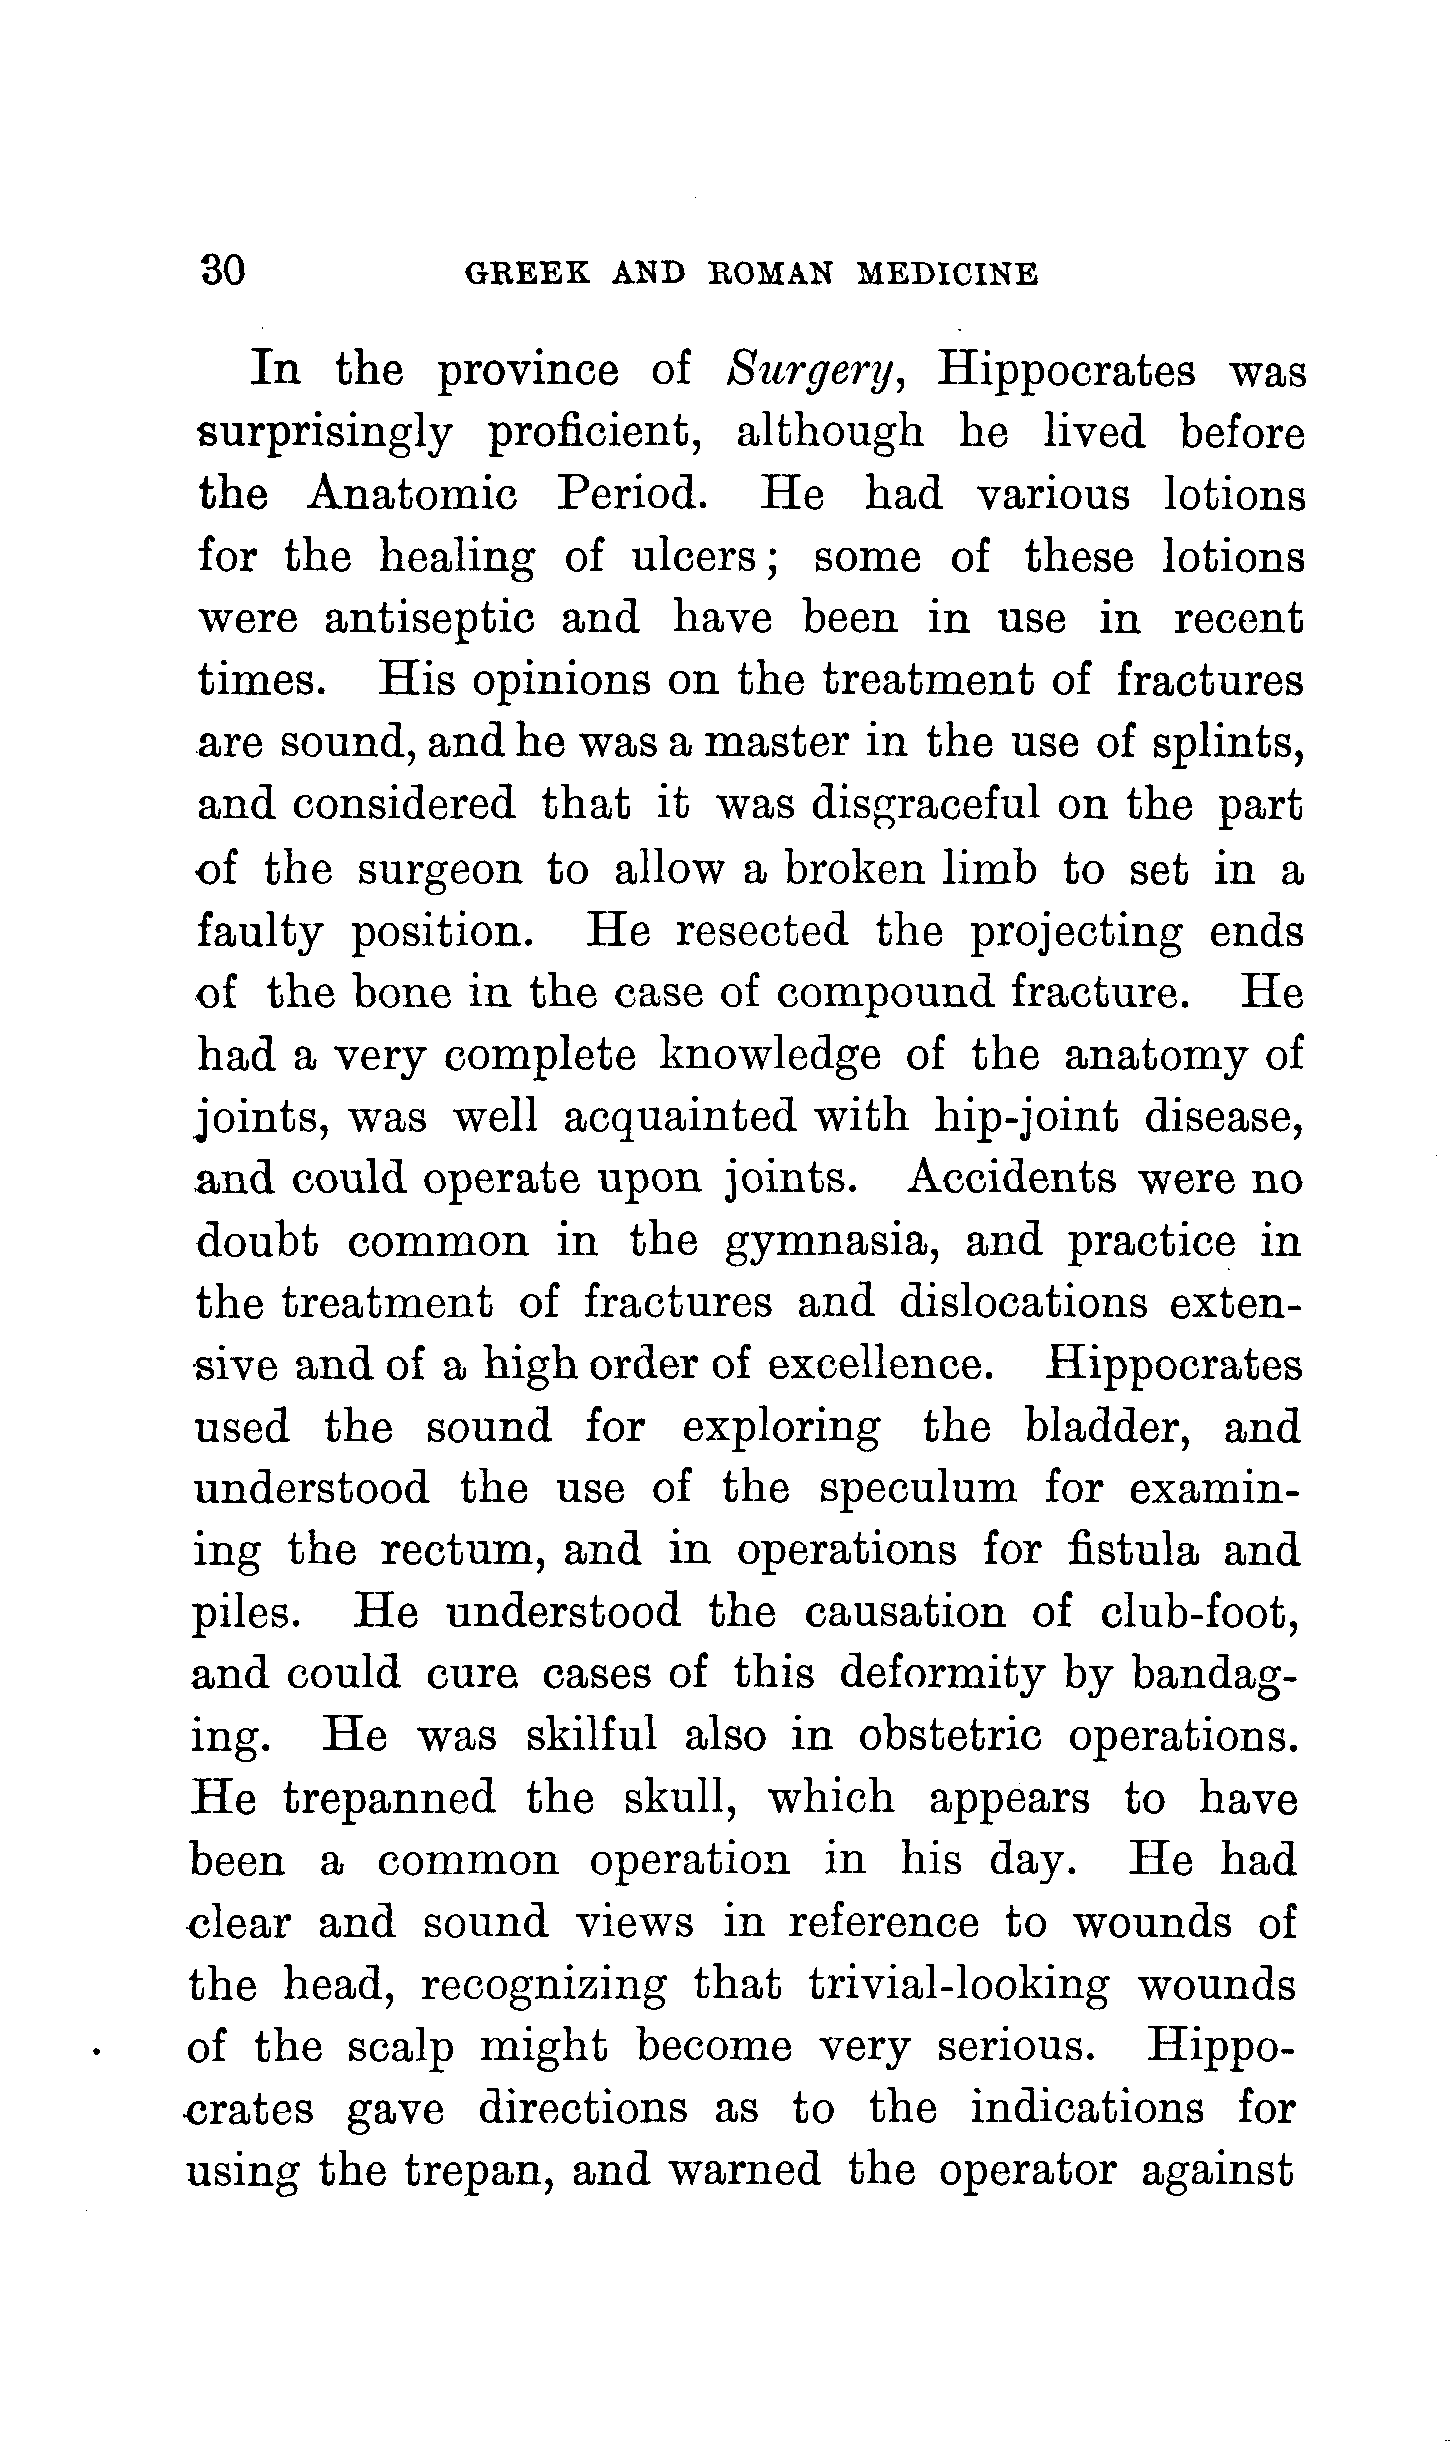 30 GREEK AND ROMAN MEDICINE
In the province of Surgery, Hippocrates was
surprisingly proficient, although he lived before
the Anatomic Period. He had various lotions
for the healing of ulcers; some of these lotions
were antiseptic and have been in use in recent
times. His opinions on the treatment of fractures
are sound, and he was a master in the use of splints,
and considered that it was disgraceful on the part
of the surgeon to allow a broken limb to set in a
faulty position. He resected the projecting ends
of the bone in the case of compound fracture. He
had a very complete knowledge of the anatomy of
joints, was well acquainted with hip-joint disease,
and could operate upon joints. Accidents were no
doubt common in the gymnasia, and practice in
the treatment of fractures and dislocations exten-
sive and of a high order of excellence. Hippocrates
used the sound for exploring the bladder, and
understood the use of the speculum for examin-
ing the rectum, and in operations for fistula and
piles. He understood the causation of club-foot,
and could cure cases of this deformity by bandag-
ing. He was skilful also in obstetric operations.
He trepanned the skull, which appears to have
been a common operation in his day. He had
clear and sound views in reference to wounds of
the head, recognizing that trivial-looking wounds
of the scalp might become very serious. Hippo-
crates gave directions as to the indications for
using the trepan, and warned the operator against